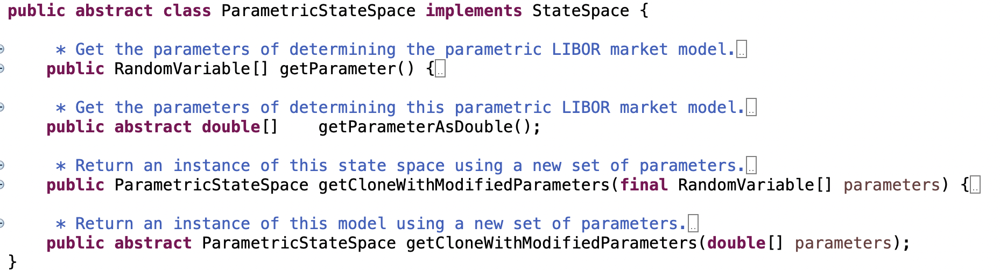 public abstract class ParametricStateSpace implements StateSpace {
* Get the parameters of determining the parametric LIBOR market model...
public RandomVariable[] getParameter() {..
* Get the parameters of determining this parametric LIBOR market model...
public abstract double[]    getParameterAsDouble();
* Return an instance of this state space using a new set of parameters...
public ParametricStateSpace getCloneWithModifiedParameters(final RandomVariable[] parameters) {..
* Return an instance of this model using a new set of parameters...
public abstract ParametricStateSpace getCloneWithModifiedParameters(double[] parameters);
}